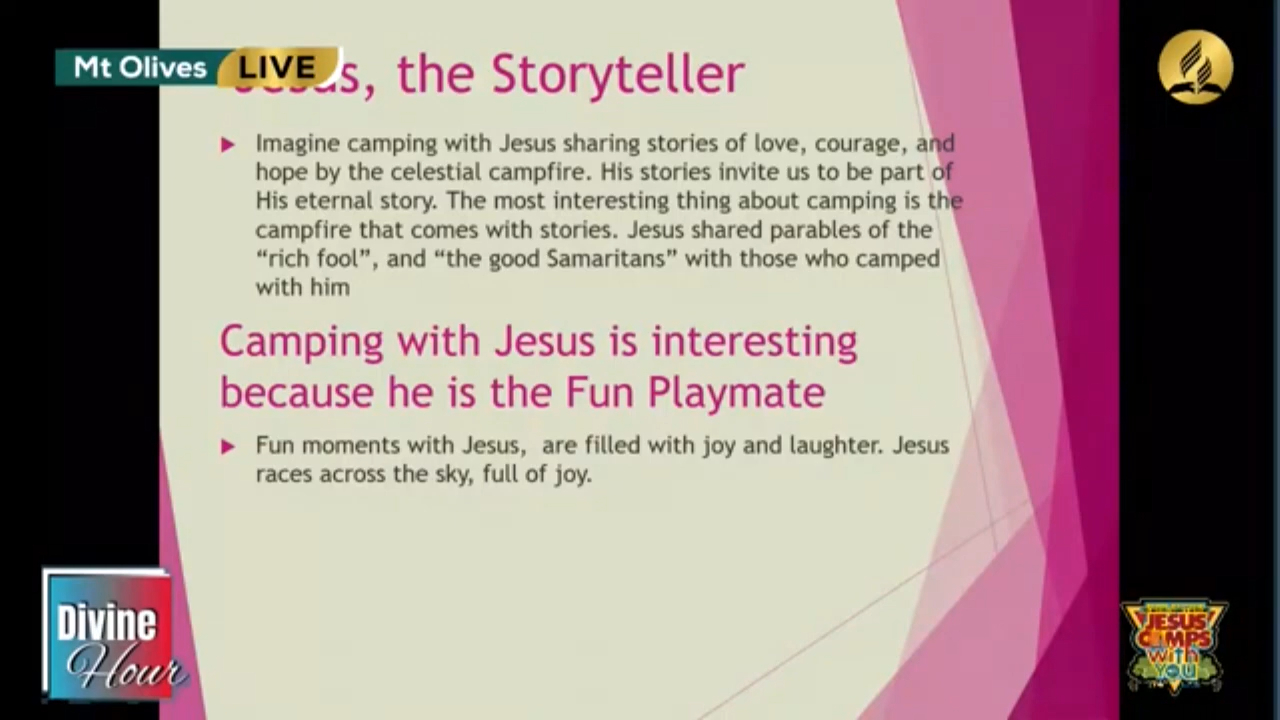 Mt Olives LIVE
Jesus, the Storyteller
Imagine camping with Jesus sharing stories of love, courage, and
hope by the celestial campfire. His stories invite us to be part of
His eternal story. The most interesting thing about camping is the
campfire that comes with stories. Jesus shared parables of the
“rich fool”, and “the good Samaritans” with those who camped
with him
Camping with Jesus is interesting
because he is the Fun Playmate
Fun moments with Jesus,  are filled with joy and laughter. Jesus
races across the sky, full of joy.
Divine
Hour
JESUS
CAMPS
with
YOU